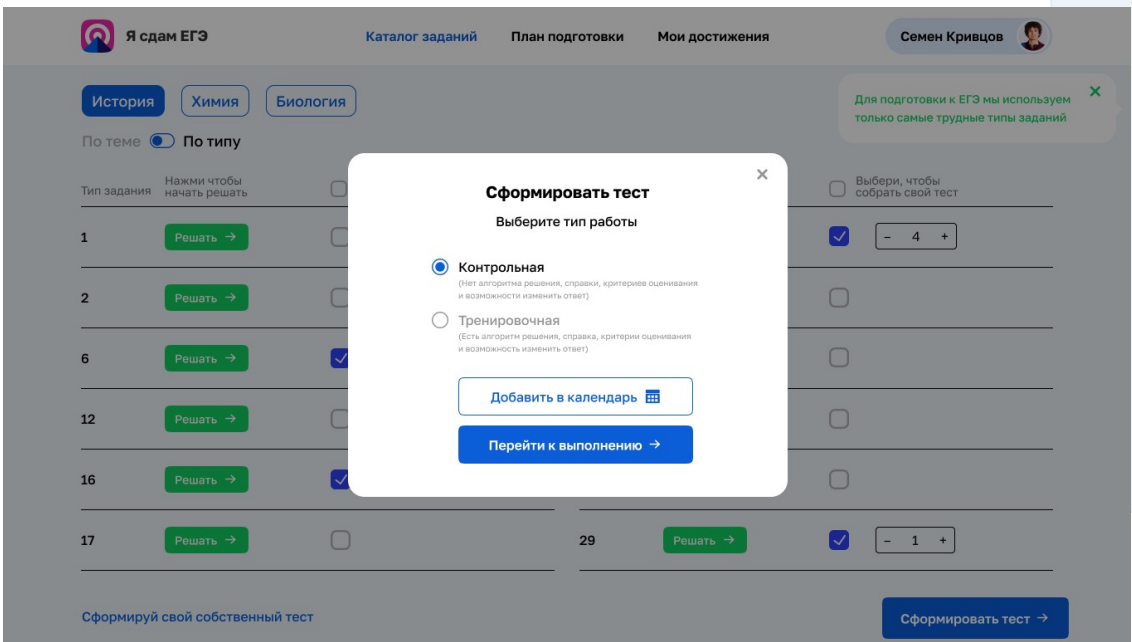 Я сдам ЕГЭ
Каталог заданий
План подготовки
Мои достижения
Семен Кривцов
История
Химия
Биология
Для подготовки к ЕГЭ мы используем
только самые трудные типы заданий
По теме
По типу
Тип задания
Нажми чтобы
начать решать
Выбери, чтобы
собрать свой тест
Сформировать тест
Выберите тип работы
Контрольная
(Нет алгоритма решения, справки, критериев оценивания
и возможности изменить ответ)
Тренировочная
(Есть алгоритм решения, справка, критерии оценивания
и возможность изменить ответ)
Добавить в календарь
Перейти к выполнению →
1 Решать →
- 4 +
2 Решать →
6 Решать →
12 Решать →
16 Решать →
17 Решать →
29 Решать →
- 1 +
Сформируй свой собственный тест
Сформировать тест →